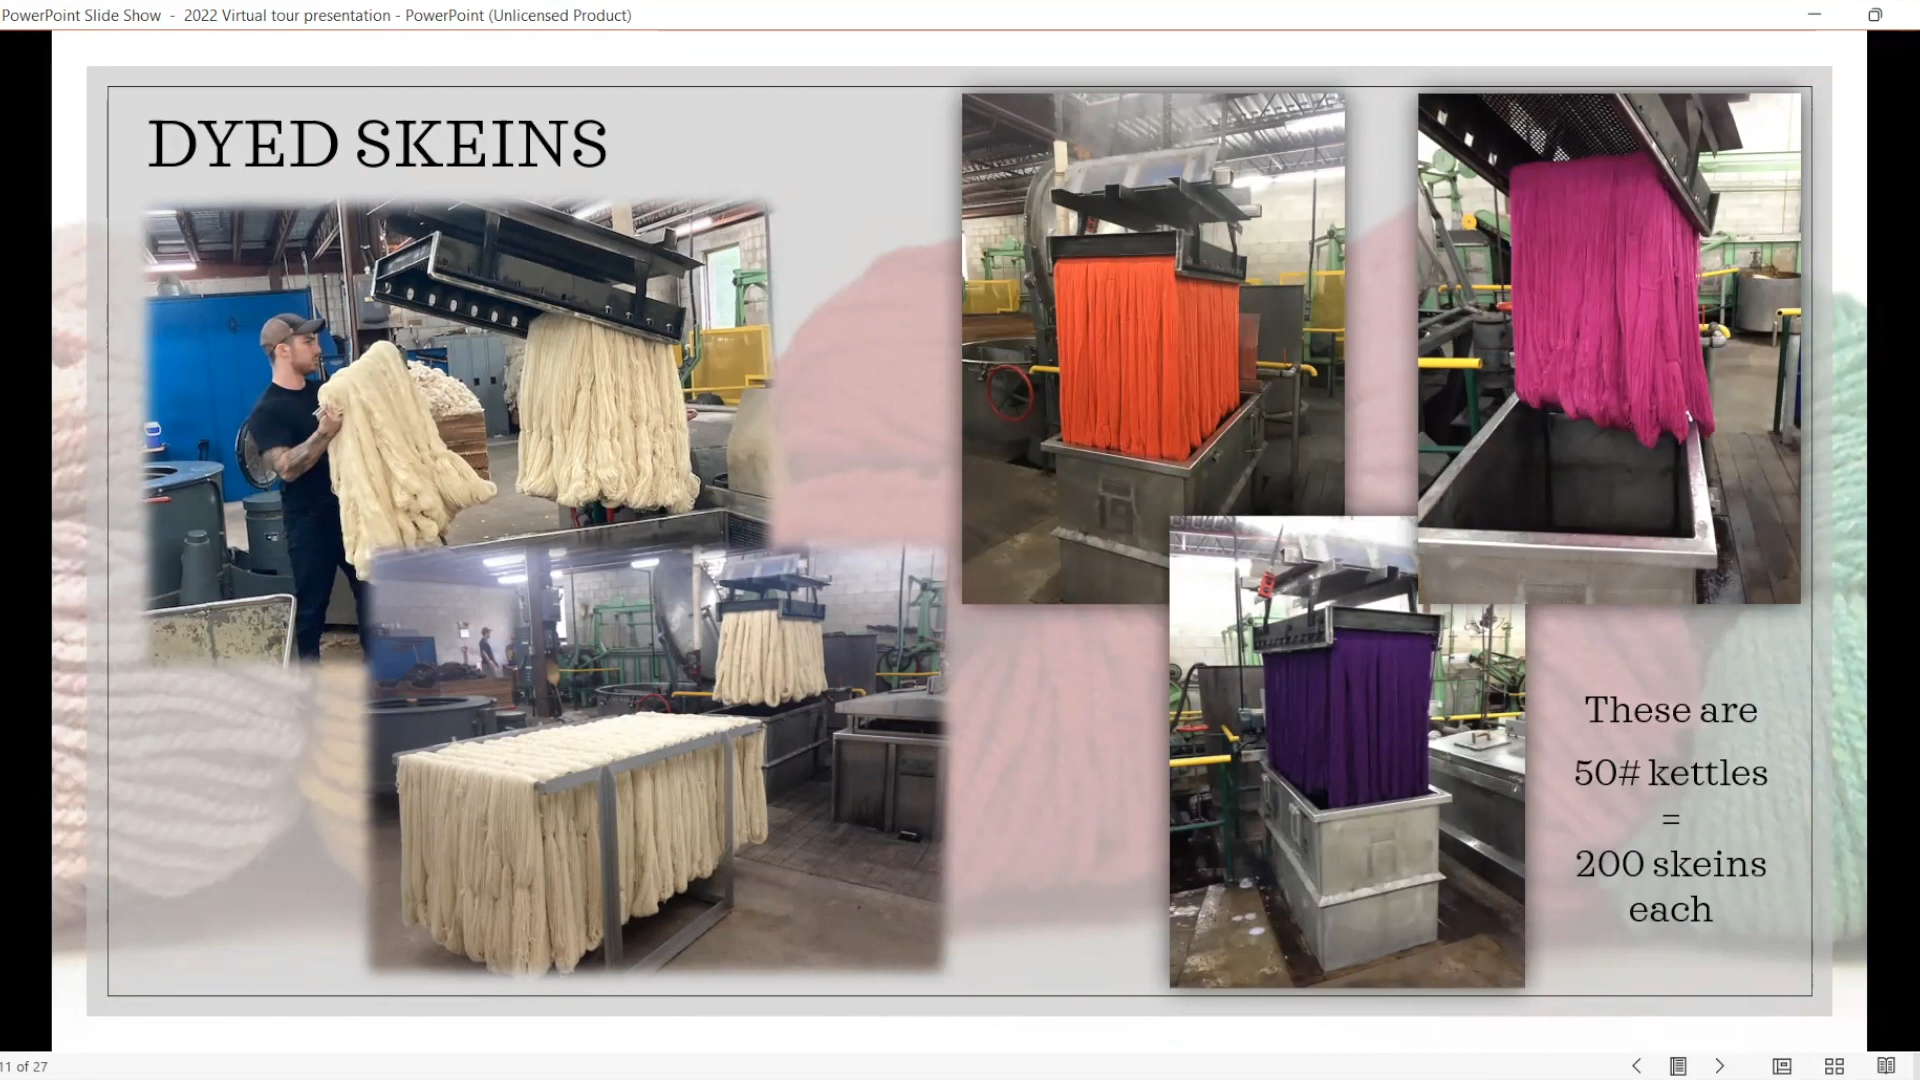 PowerPoint Slide Show - 2022 Virtual tour presentation - PowerPoint (Unlicensed Product)
DYED SKEINS
These are
50# kettles
=
200 skeins
each
11 of 27